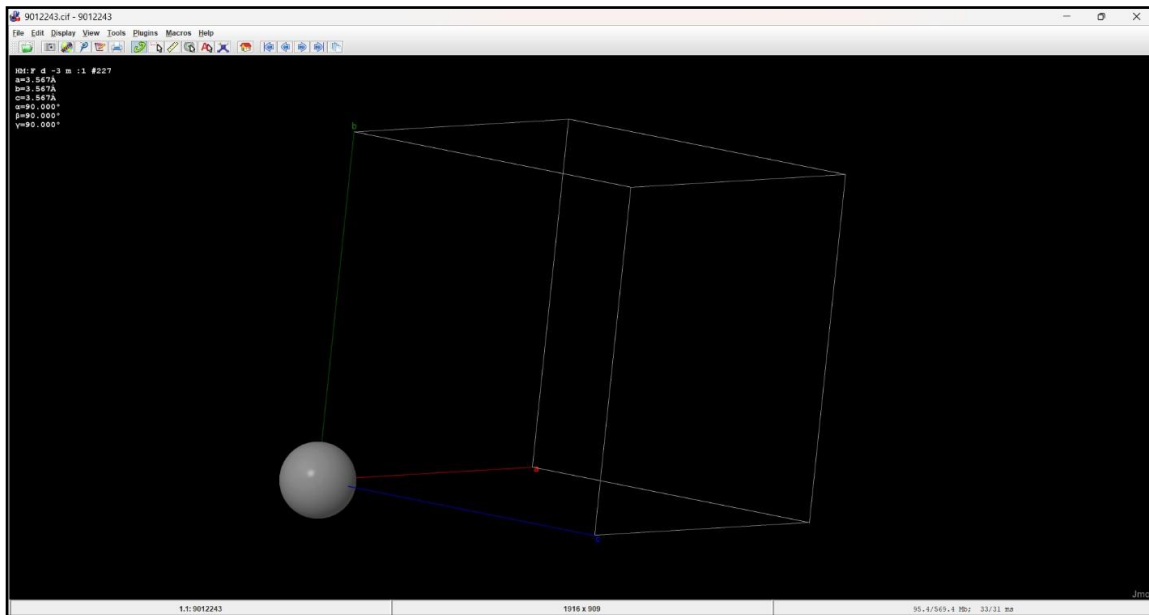 9012243.cif - 9012243
File Edit Display View Tools Plugins Macros Help
HM:F d -3 m :1 #227
a=3.567Å
b=3.567Å
c=3.567Å
α=90.000°
β=90.000°
γ=90.000°
b
a
c
1.1: 9012243
1916 x 909
95.4/569.4 Mb; 33/31 ms
Jmol